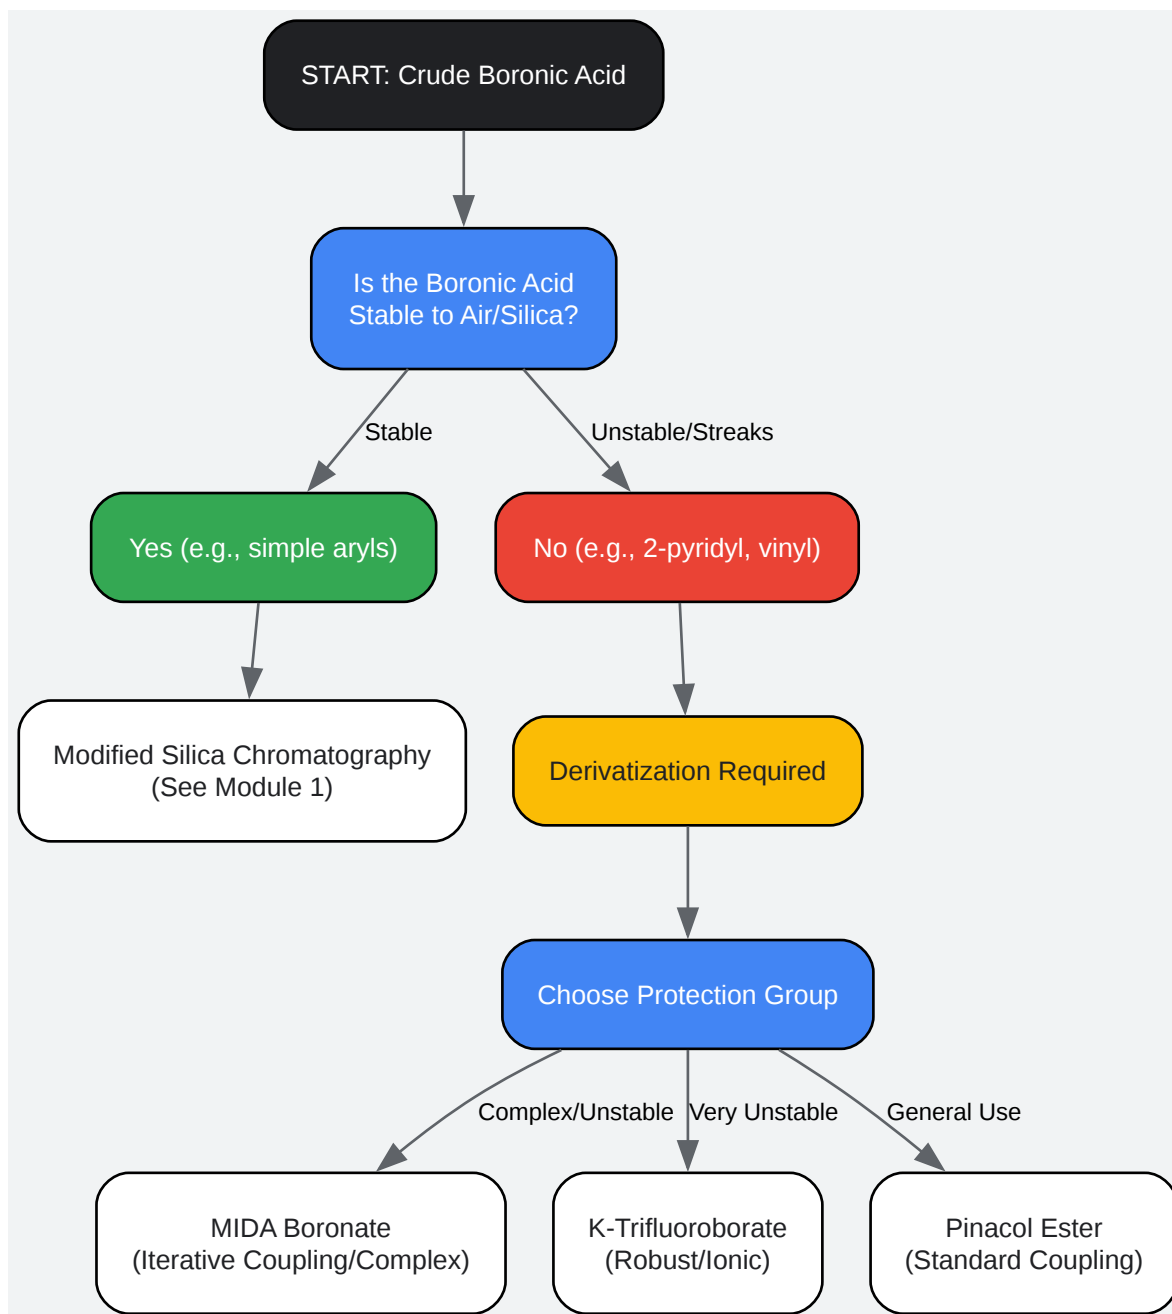 START: Crude Boronic Acid
Is the Boronic Acid
Stable to Air/Silica?
Stable
Unstable/Streaks
Yes (e.g., simple aryls)
No (e.g., 2-pyridyl, vinyl)
Modified Silica Chromatography
(See Module 1)
Derivatization Required
Choose Protection Group
Complex/Unstable
Very Unstable
General Use
MIDA Boronate
(Iterative Coupling/Complex)
K-Trifluoroborate
(Robust/Ionic)
Pinacol Ester
(Standard Coupling)